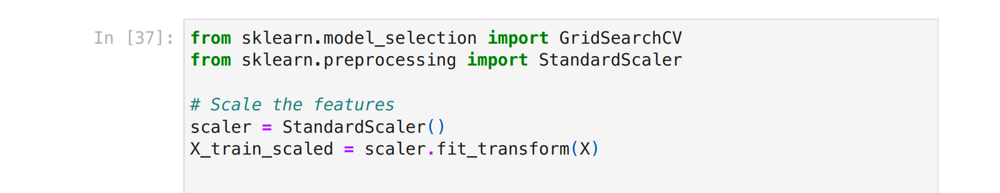 In [37]:
from sklearn.model_selection import GridSearchCV
from sklearn.preprocessing import StandardScaler
# Scale the features
scaler = StandardScaler()
X_train_scaled = scaler.fit_transform(X)